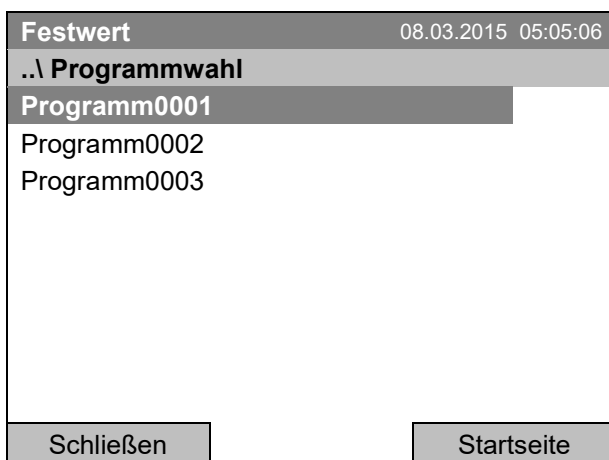 Festwert 08.03.2015 05:05:06
..\ Programmwahl
Programm0001
Programm0002
Programm0003
Schließen Startseite